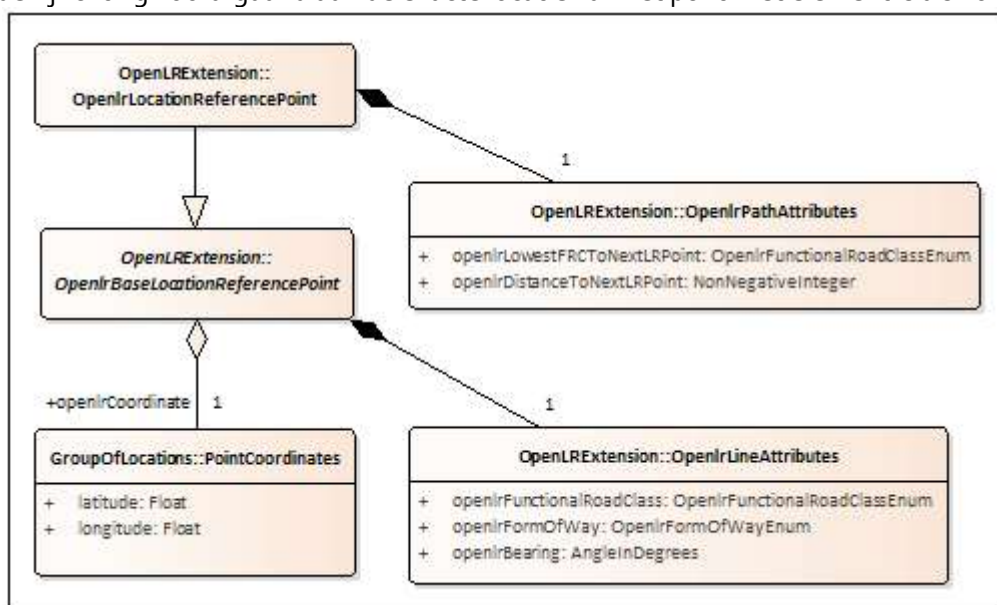 OpenLRExtension::
OpenlrLocationReferencePoint
1
OpenLRExtension::OpenlrPathAttributes
+ openlrLowestFRCToNextLRPoint: OpenlrFunctionalRoadClassEnum
+ openlrDistanceToNextLRPoint: NonNegativeInteger
OpenLRExtension::
OpenlrBaseLocationReferencePoint
+openlrCoordinate 1
1
GroupOfLocations::PointCoordinates
+ latitude: Float
+ longitude: Float
OpenLRExtension::OpenlrLineAttributes
+ openlrFunctionalRoadClass: OpenlrFunctionalRoadClassEnum
+ openlrFormOfWay: OpenlrFormOfWayEnum
+ openlrBearing: AngleInDegrees